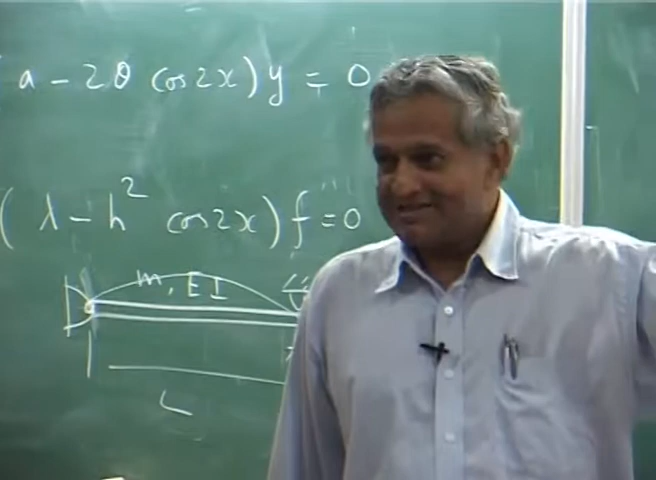 (a - 2θ cos 2x) y = 0
(λ - h² cos 2x) f = 0
m, EI
L